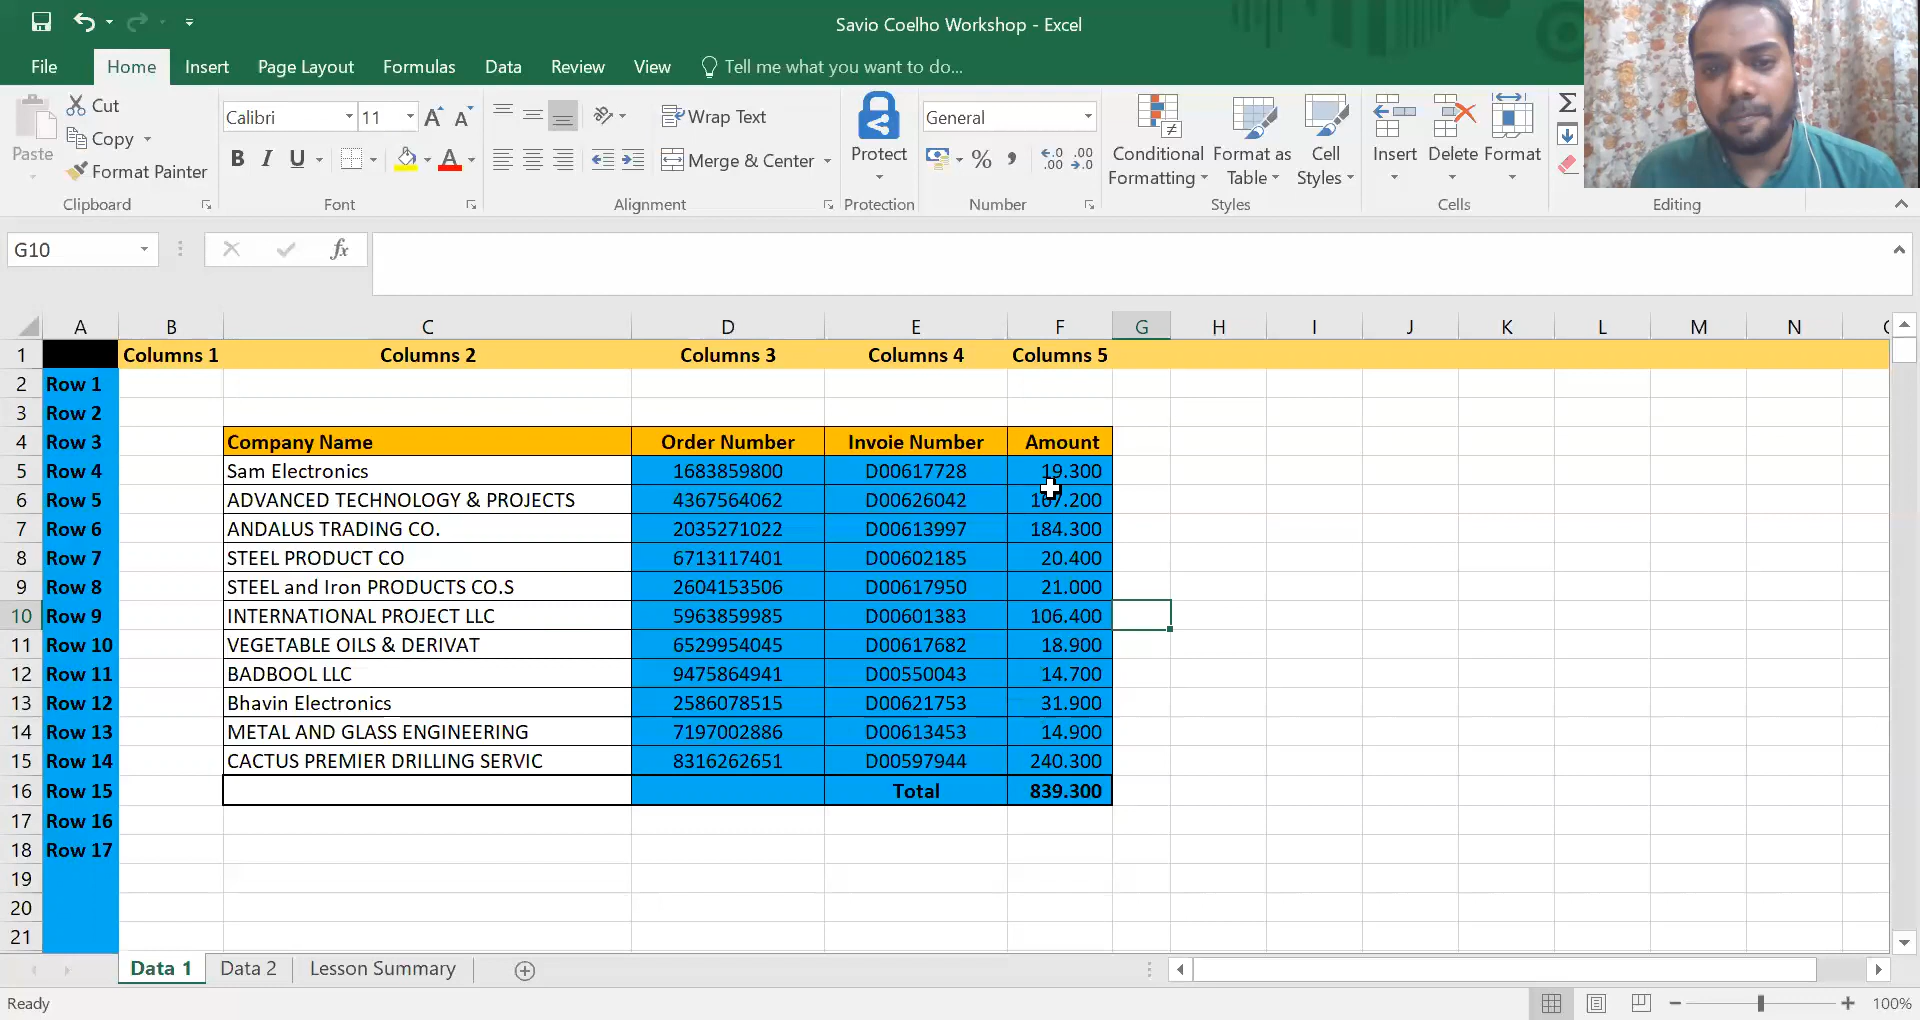 Savio Coelho Workshop - Excel
File Home Insert Page Layout Formulas Data Review View Tell me what you want to do...
Paste Cut Copy Format Painter Clipboard
Calibri 11 B I U Font
Wrap Text Merge & Center Alignment
Protect Protection
General % Number
Conditional Formatting Format as Table Cell Styles Styles
Insert Delete Format Cells
Editing
G10 fx
A B C D E F G H I J K L M N
1 Columns 1 Columns 2 Columns 3 Columns 4 Columns 5
2 Row 1
3 Row 2
4 Row 3 Company Name Order Number Invoie Number Amount
5 Row 4 Sam Electronics 1683859800 D00617728 19.300
6 Row 5 ADVANCED TECHNOLOGY & PROJECTS 4367564062 D00626042 107.200
7 Row 6 ANDALUS TRADING CO. 2035271022 D00613997 184.300
8 Row 7 STEEL PRODUCT CO 6713117401 D00602185 20.400
9 Row 8 STEEL and Iron PRODUCTS CO.S 2604153506 D00617950 21.000
10 Row 9 INTERNATIONAL PROJECT LLC 5963859985 D00601383 106.400
11 Row 10 VEGETABLE OILS & DERIVAT 6529954045 D00617682 18.900
12 Row 11 BADBOOL LLC 9475864941 D00550043 14.700
13 Row 12 Bhavin Electronics 2586078515 D00621753 31.900
14 Row 13 METAL AND GLASS ENGINEERING 7197002886 D00613453 14.900
15 Row 14 CACTUS PREMIER DRILLING SERVIC 8316262651 D00597944 240.300
16 Row 15 Total 839.300
17 Row 16
18 Row 17
19
20
21
Data 1 Data 2 Lesson Summary
Ready 100%